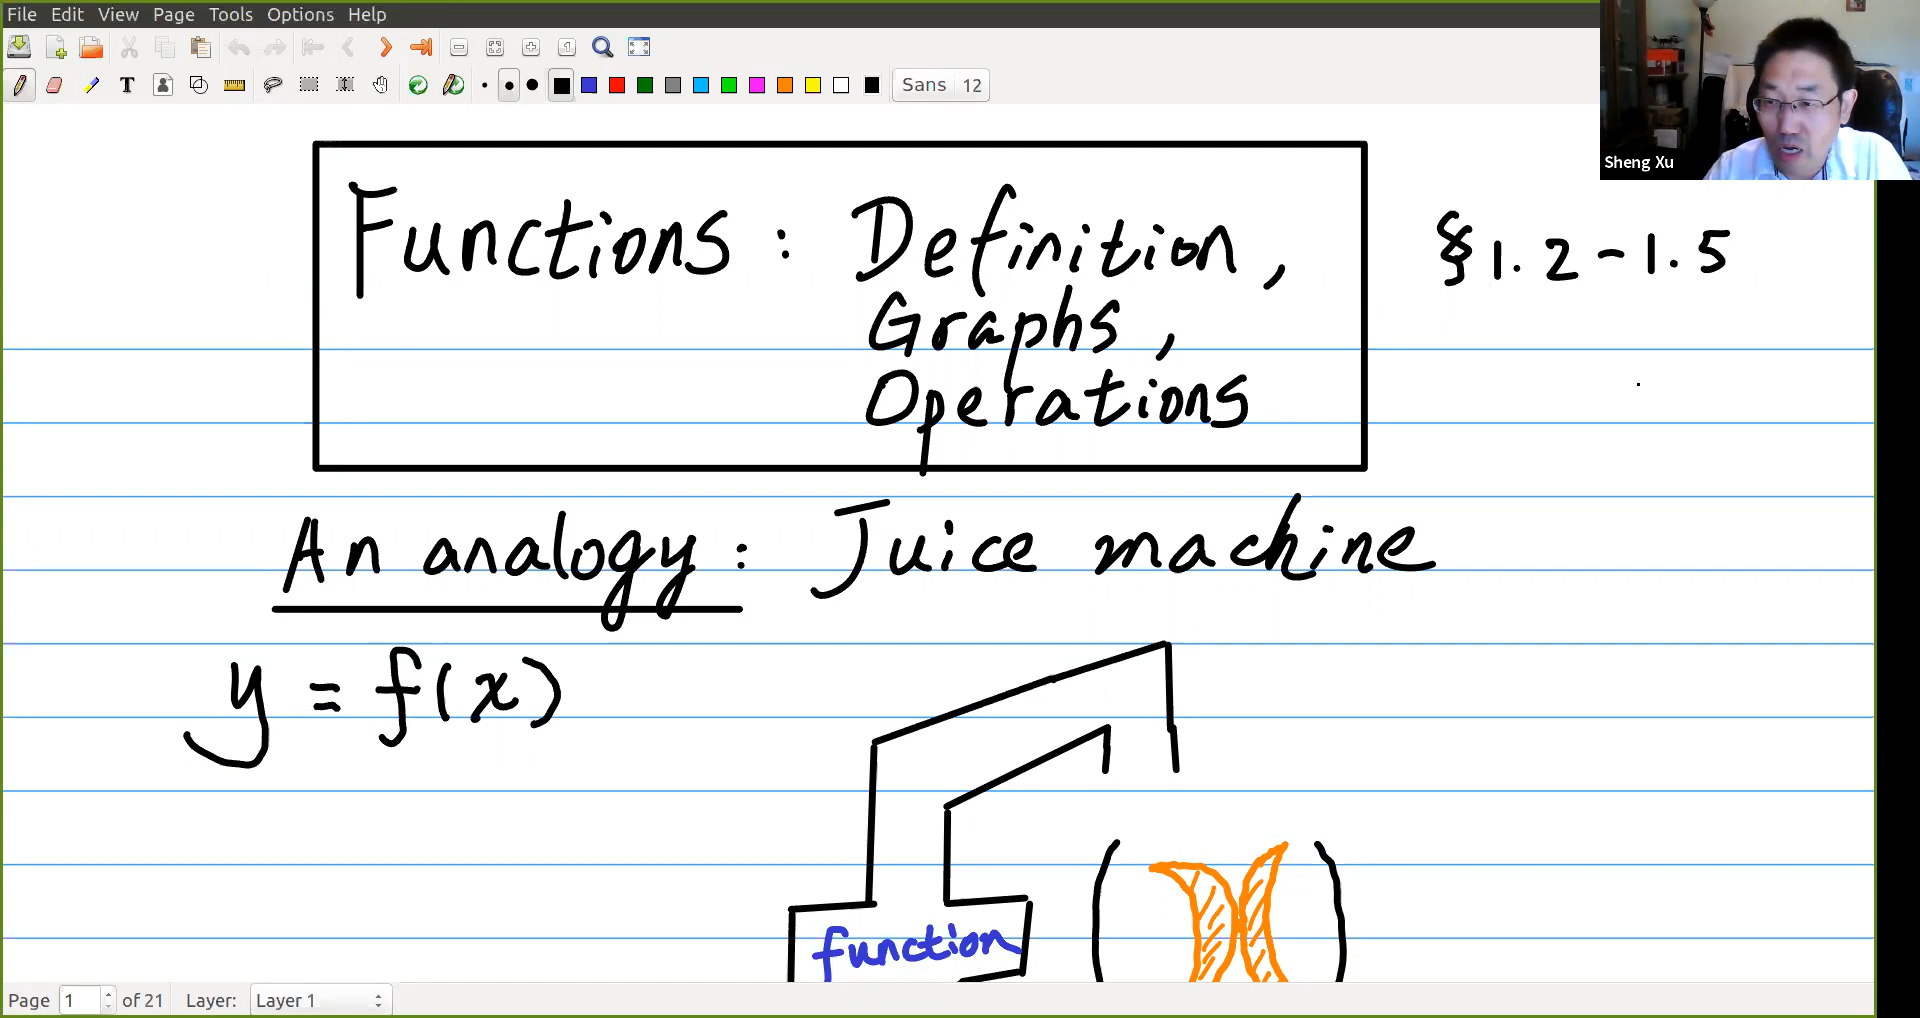 File Edit View Page Tools Options Help
Sans 12
Sheng Xu
Functions: Definition,
Graphs,
Operations
§1.2-1.5
An analogy: Juice machine
y = f(x)
function
Page 1 of 21 Layer: Layer 1